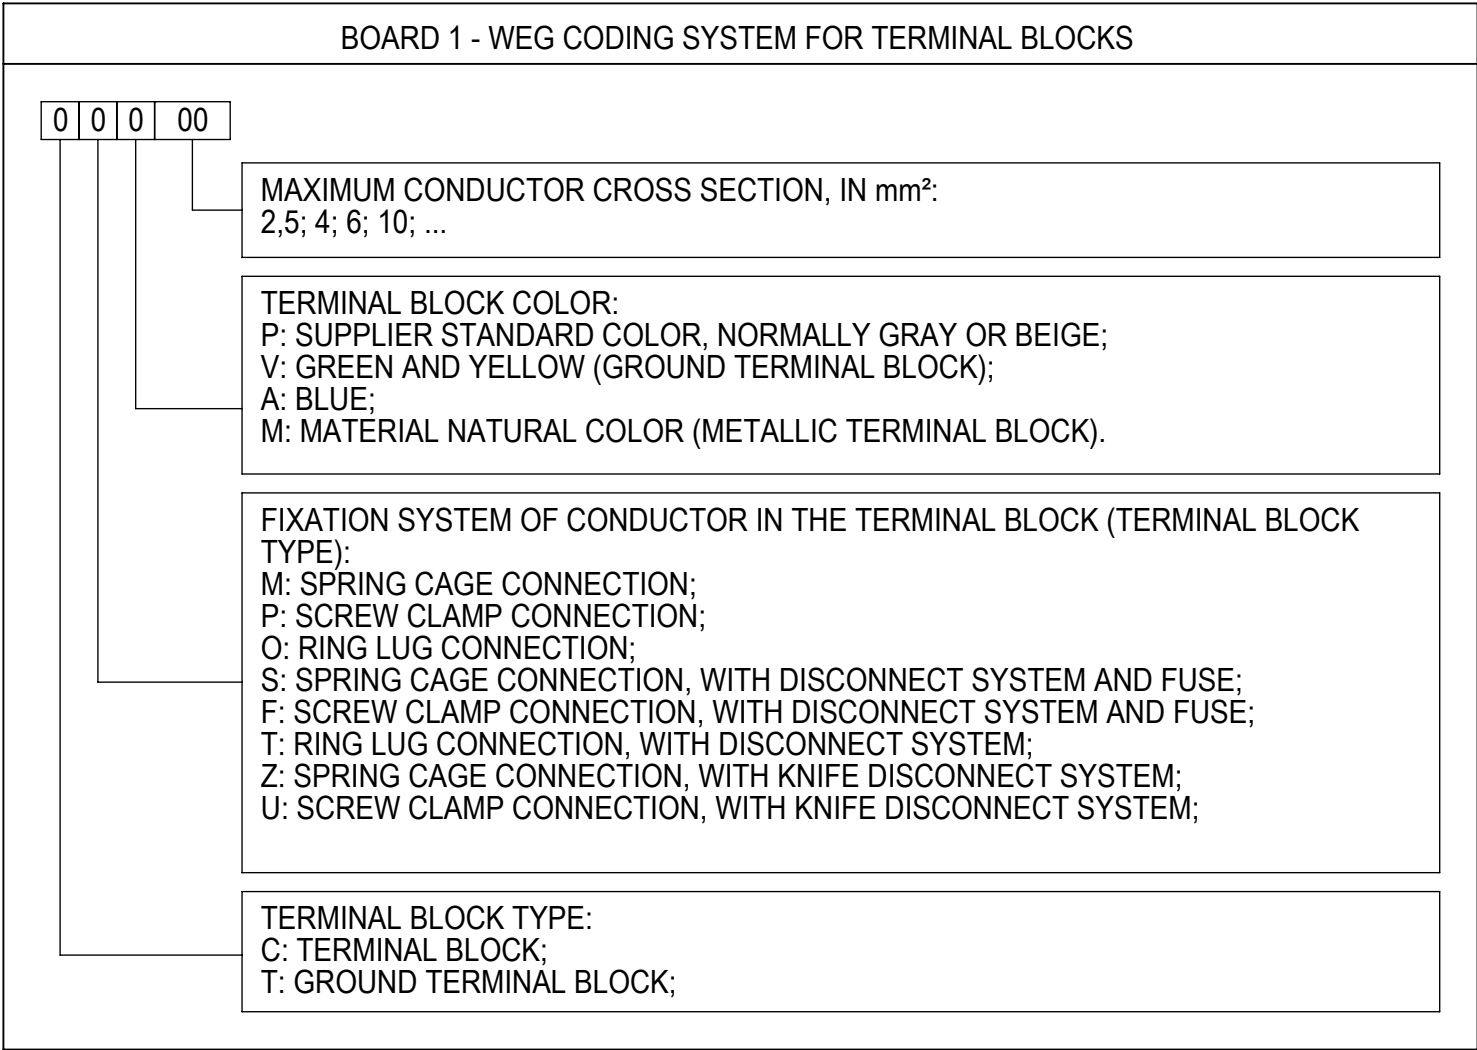 BOARD 1 - WEG CODING SYSTEM FOR TERMINAL BLOCKS
0 0 0 00
MAXIMUM CONDUCTOR CROSS SECTION, IN mm²:
2,5; 4; 6; 10; ...
TERMINAL BLOCK COLOR:
P: SUPPLIER STANDARD COLOR, NORMALLY GRAY OR BEIGE;
V: GREEN AND YELLOW (GROUND TERMINAL BLOCK);
A: BLUE;
M: MATERIAL NATURAL COLOR (METALLIC TERMINAL BLOCK).
FIXATION SYSTEM OF CONDUCTOR IN THE TERMINAL BLOCK (TERMINAL BLOCK
TYPE):
M: SPRING CAGE CONNECTION;
P: SCREW CLAMP CONNECTION;
O: RING LUG CONNECTION;
S: SPRING CAGE CONNECTION, WITH DISCONNECT SYSTEM AND FUSE;
F: SCREW CLAMP CONNECTION, WITH DISCONNECT SYSTEM AND FUSE;
T: RING LUG CONNECTION, WITH DISCONNECT SYSTEM;
Z: SPRING CAGE CONNECTION, WITH KNIFE DISCONNECT SYSTEM;
U: SCREW CLAMP CONNECTION, WITH KNIFE DISCONNECT SYSTEM;
TERMINAL BLOCK TYPE:
C: TERMINAL BLOCK;
T: GROUND TERMINAL BLOCK;